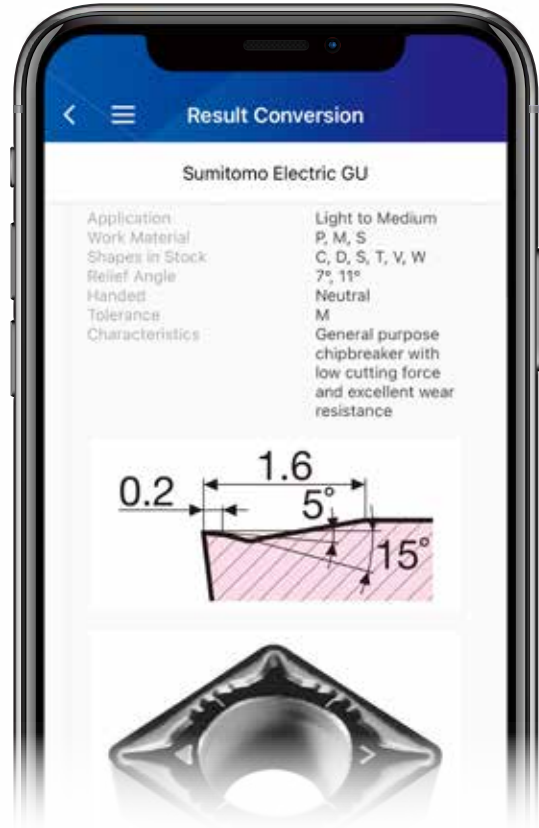 Result Conversion
Sumitomo Electric GU
Application Light to Medium
Work Material P, M, S
Shapes in Stock C, D, S, T, V, W
Relief Angle 7°, 11°
Handed Neutral
Tolerance M
Characteristics General purpose
chipbreaker with
low cutting force
and excellent wear
resistance
1.6
0.2
5°
15°